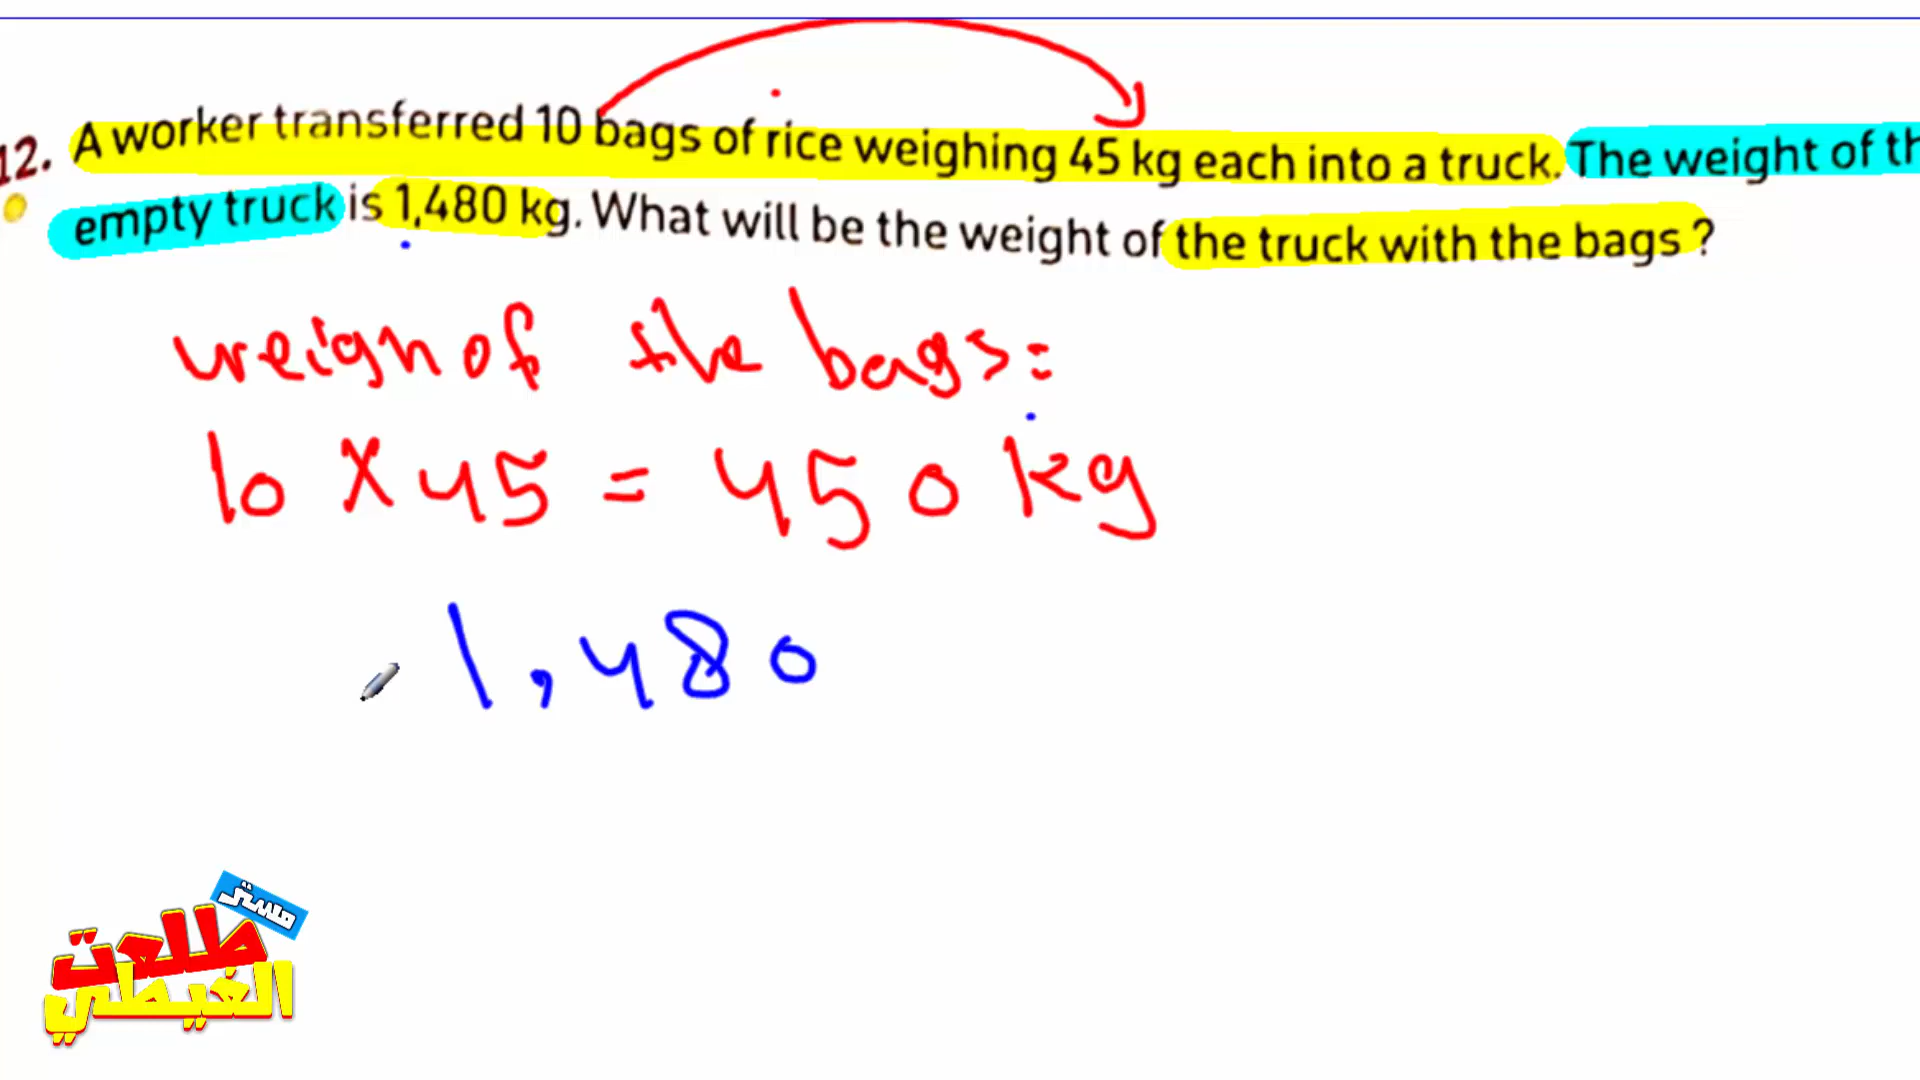 12. A worker transferred 10 bags of rice weighing 45 kg each into a truck. The weight of th
empty truck is 1,480 kg. What will be the weight of the truck with the bags ?
weign of the bags:
10 X 45 = 450 kg
1,480
مستر
طلعت
الغيطي